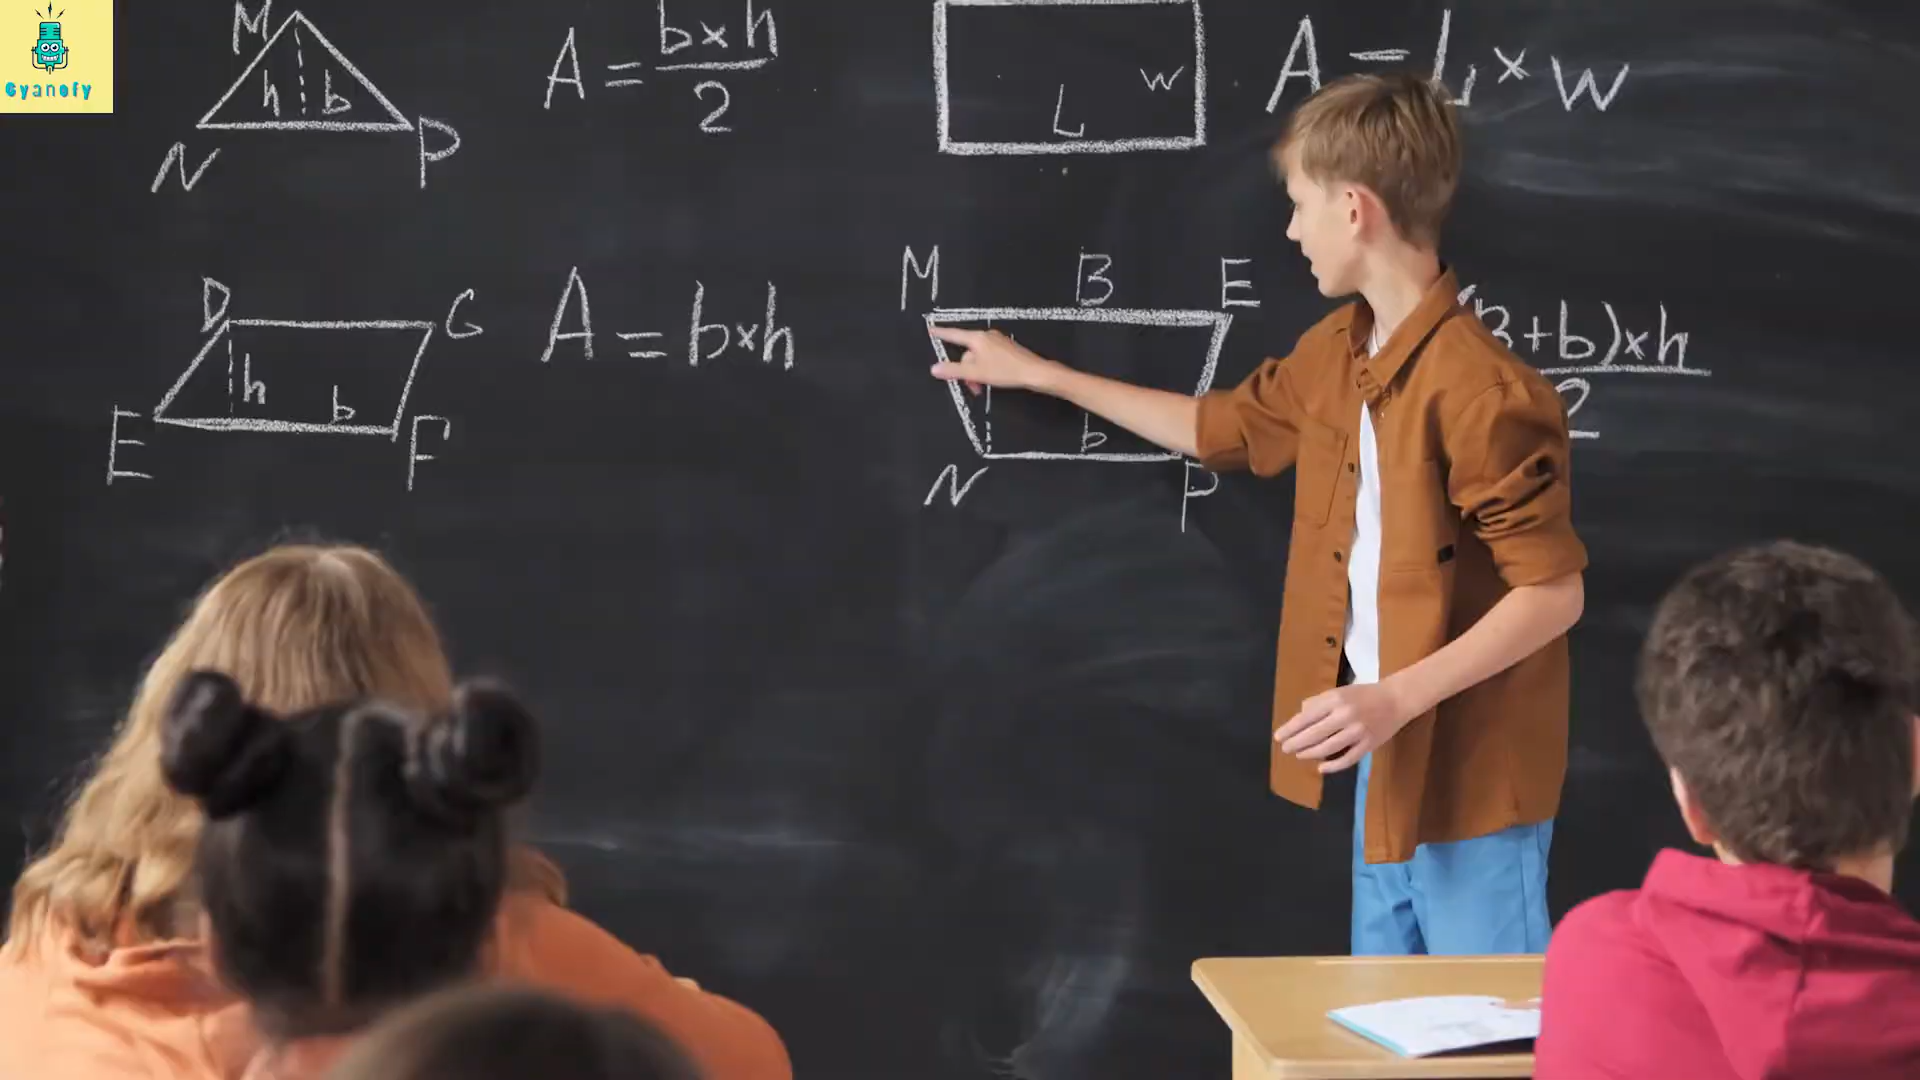 Gyanofy
M
h b
N P
A = b×h
2
L W
A = L × W
D G
h b
E F
A = b×h
M B E
b
N P
B+b)×h
2